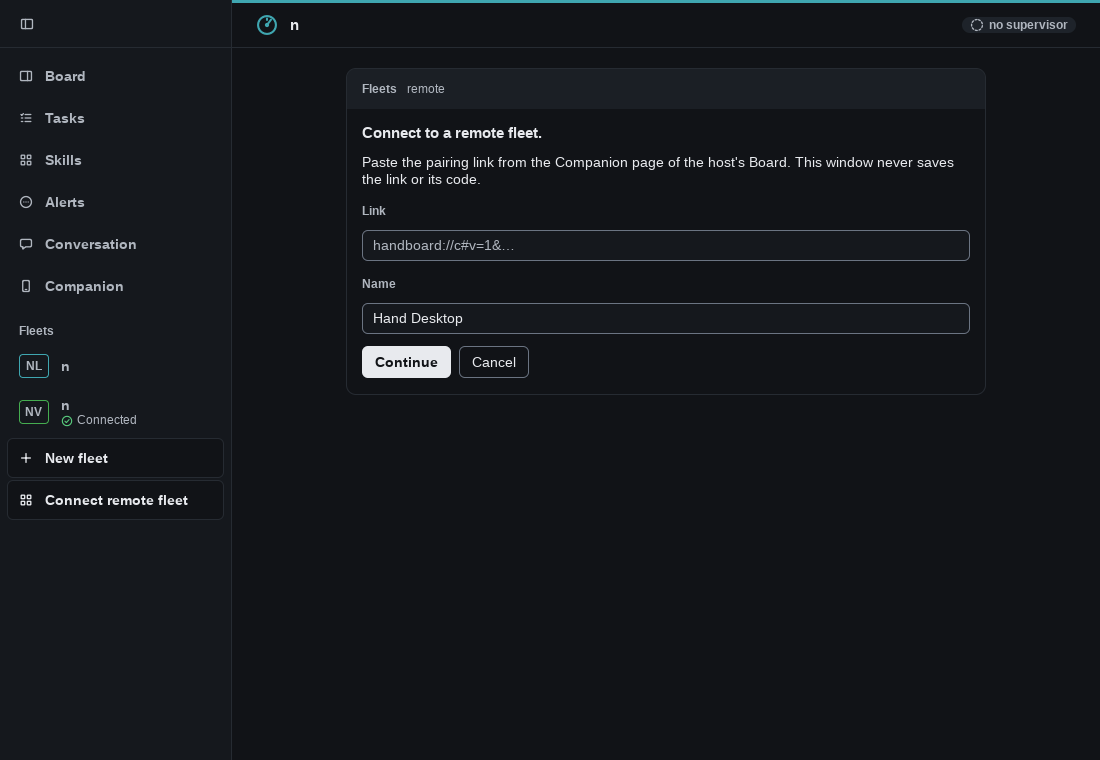 n
no supervisor
Board
Tasks
Skills
Alerts
Conversation
Companion
Fleets
NL n
NV n
Connected
New fleet
Connect remote fleet
Fleets remote
Connect to a remote fleet.
Paste the pairing link from the Companion page of the host's Board. This window never saves
the link or its code.
Link
handboard://c#v=1&…
Name
Hand Desktop
Continue Cancel